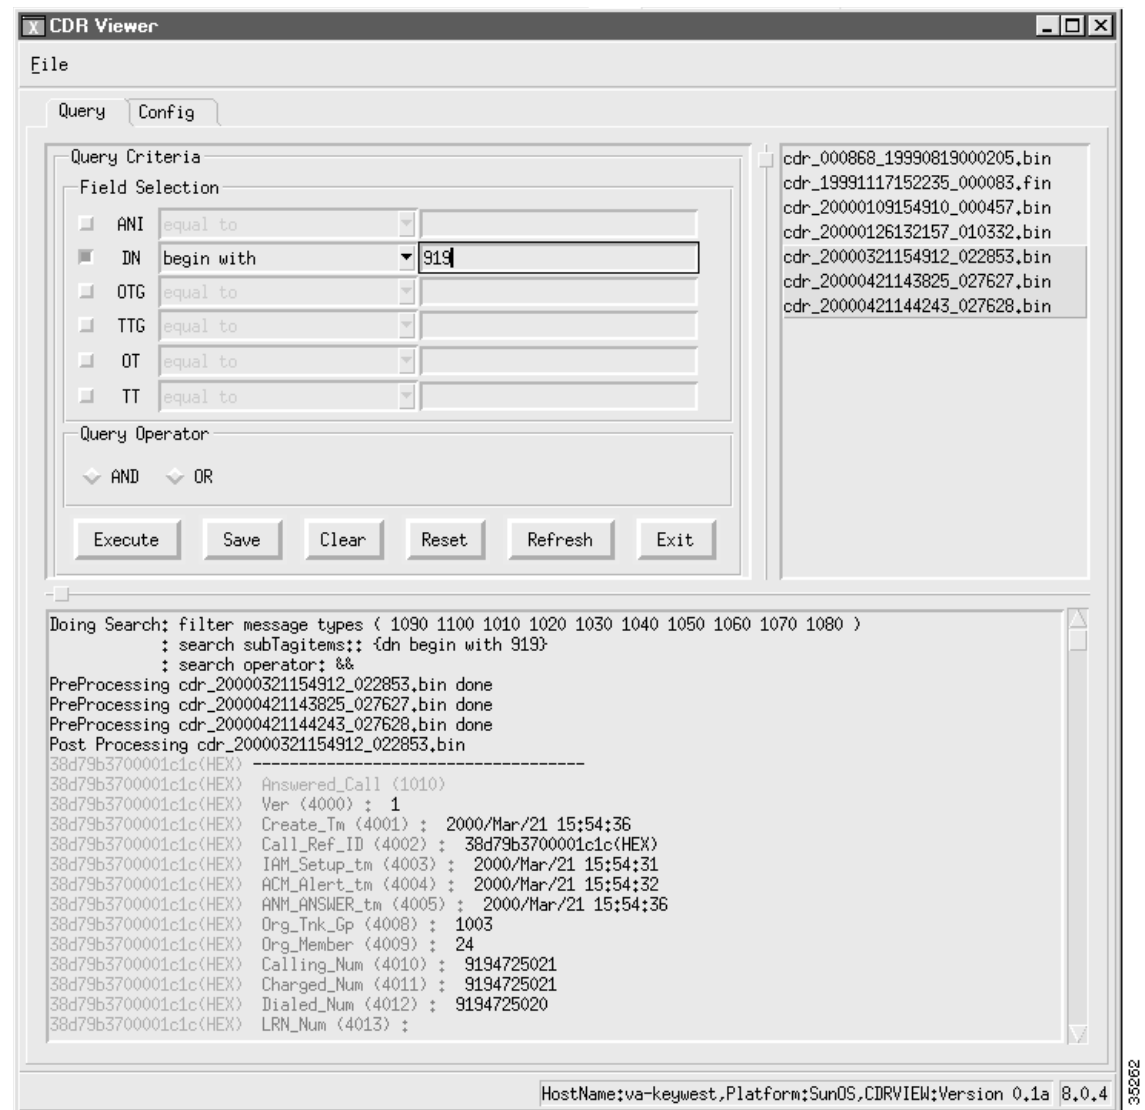 X CDR Viewer
File
Query Config
Query Criteria
Field Selection
ANI equal to
DN begin with 919
OTG equal to
TTG equal to
OT equal to
TT equal to
Query Operator
AND OR
Execute Save Clear Reset Refresh Exit
cdr_000868_19990819000205.bin
cdr_19991117152235_000083.fin
cdr_20000109154910_000457.bin
cdr_20000126132157_010332.bin
cdr_20000321154912_022853.bin
cdr_20000421143825_027627.bin
cdr_20000421144243_027628.bin
Doing Search: filter message types ( 1090 1100 1010 1020 1030 1040 1050 1060 1070 1080 )
: search subTagitems:: {dn begin with 919}
: search operator: &&
PreProcessing cdr_20000321154912_022853.bin done
PreProcessing cdr_20000421143825_027627.bin done
PreProcessing cdr_20000421144243_027628.bin done
Post Processing cdr_20000321154912_022853.bin
38d79b3700001c1c(HEX) ------------------------------------
38d79b3700001c1c(HEX) Answered_Call (1010)
38d79b3700001c1c(HEX) Ver (4000) : 1
38d79b3700001c1c(HEX) Create_Tm (4001) : 2000/Mar/21 15:54:36
38d79b3700001c1c(HEX) Call_Ref_ID (4002) : 38d79b3700001c1c(HEX)
38d79b3700001c1c(HEX) IAM_Setup_tm (4003) : 2000/Mar/21 15:54:31
38d79b3700001c1c(HEX) ACM_Alert_tm (4004) : 2000/Mar/21 15:54:32
38d79b3700001c1c(HEX) ANM_ANSWER_tm (4005) : 2000/Mar/21 15:54:36
38d79b3700001c1c(HEX) Org_Tnk_Gp (4008) : 1003
38d79b3700001c1c(HEX) Org_Member (4009) : 24
38d79b3700001c1c(HEX) Calling_Num (4010) : 9194725021
38d79b3700001c1c(HEX) Charged_Num (4011) : 9194725021
38d79b3700001c1c(HEX) Dialed_Num (4012) : 9194725020
38d79b3700001c1c(HEX) LRN_Num (4013) :
HostName:va-keywest,Platform:SunOS,CDRVIEW:Version 0.1a 8.0.4
35262